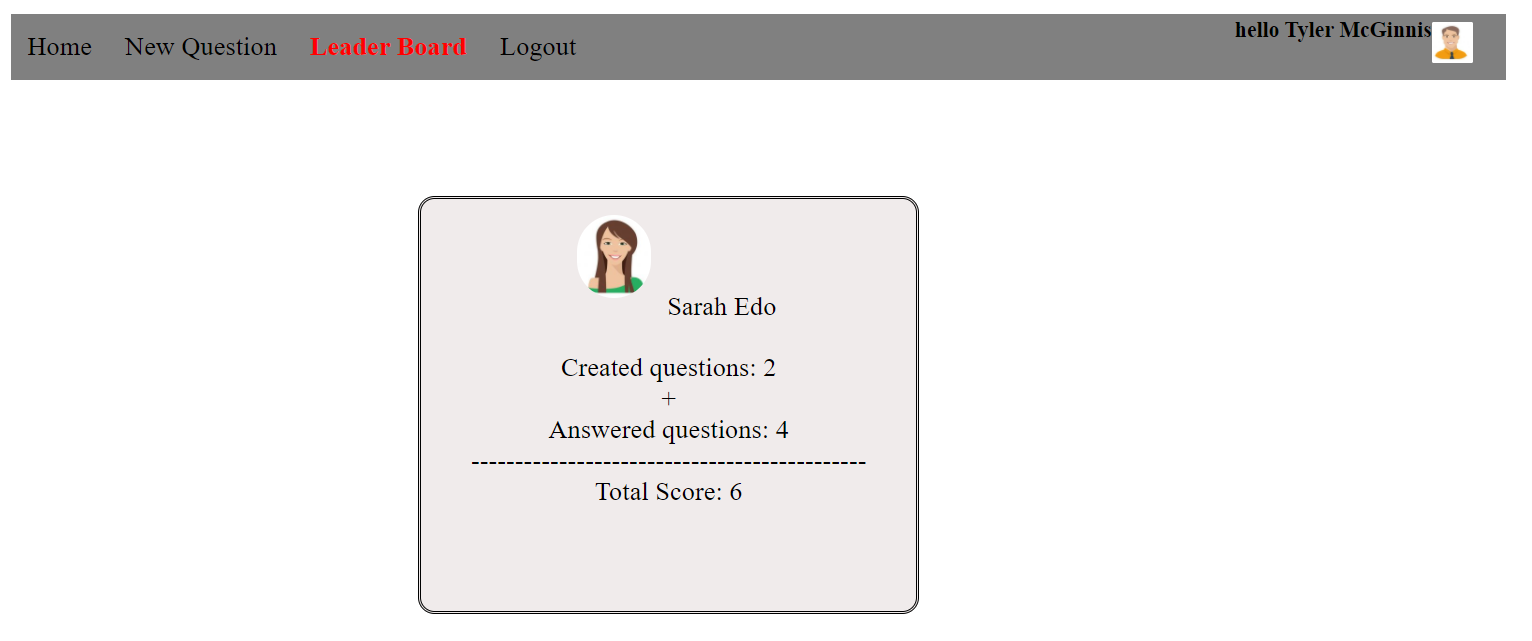 Home New Question Leader Board Logout hello Tyler McGinnis
Sarah Edo
Created questions: 2
+
Answered questions: 4
---------------------------------------------
Total Score: 6